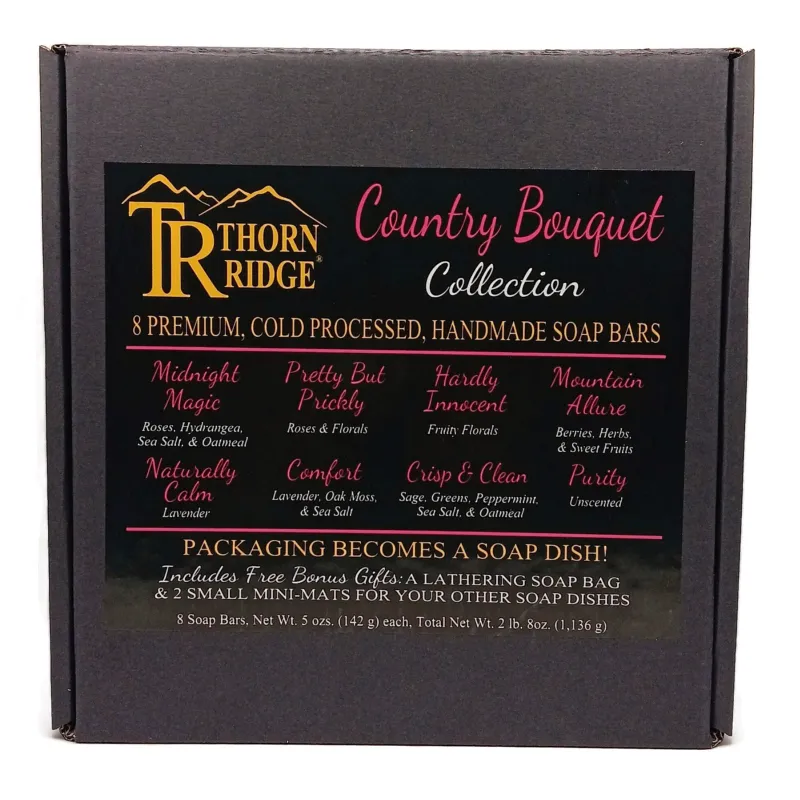 TR THORN RIDGE®
Country Bouquet
Collection
8 PREMIUM, COLD PROCESSED, HANDMADE SOAP BARS
Midnight
Magic
Roses, Hydrangea,
Sea Salt, & Oatmeal
Pretty But
Prickly
Roses & Florals
Hardly
Innocent
Fruity Florals
Mountain
Allure
Berries, Herbs,
& Sweet Fruits
Naturally
Calm
Lavender
Comfort
Lavender, Oak Moss,
& Sea Salt
Crisp & Clean
Sage, Greens, Peppermint,
Sea Salt, & Oatmeal
Purity
Unscented
PACKAGING BECOMES A SOAP DISH!
Includes Free Bonus Gifts: A LATHERING SOAP BAG
& 2 SMALL MINI-MATS FOR YOUR OTHER SOAP DISHES
8 Soap Bars, Net Wt. 5 ozs. (142 g) each, Total Net Wt. 2 lb. 8oz. (1,136 g)